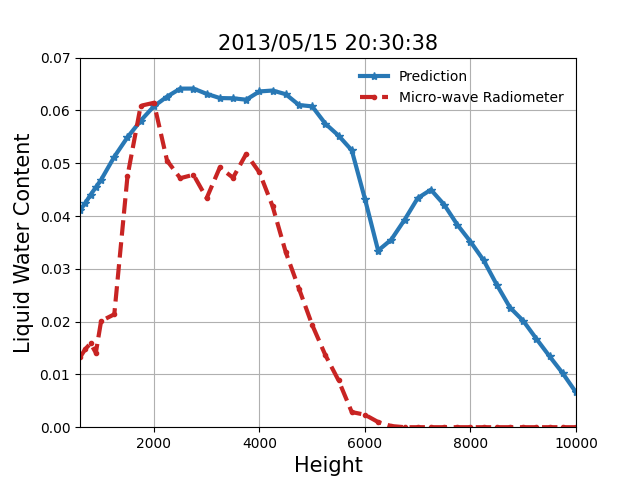 2013/05/15 20:30:38
Prediction
Micro-wave Radiometer
Liquid Water Content
0.07
0.06
0.05
0.04
0.03
0.02
0.01
0.00
2000 4000 6000 8000 10000
Height